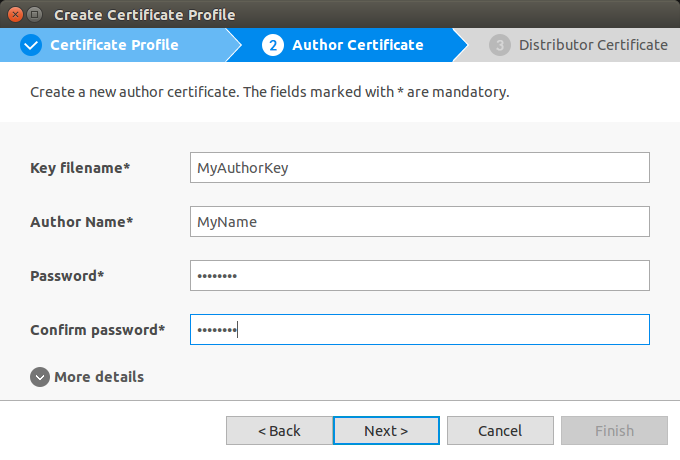 Create Certificate Profile
Certificate Profile
2 Author Certificate
3 Distributor Certificate
Create a new author certificate. The fields marked with * are mandatory.
Key filename* MyAuthorKey
Author Name* MyName
Password* ••••••••
Confirm password* ••••••••
More details
< Back Next > Cancel Finish